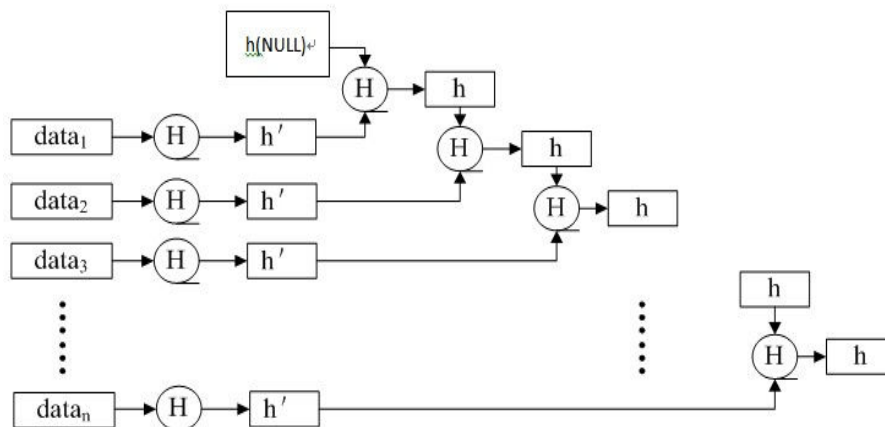 h(NULL)↵
H h
data₁ H h′
H h
data₂ H h′
H h
data₃ H h′
h
H h
dataₙ H h′